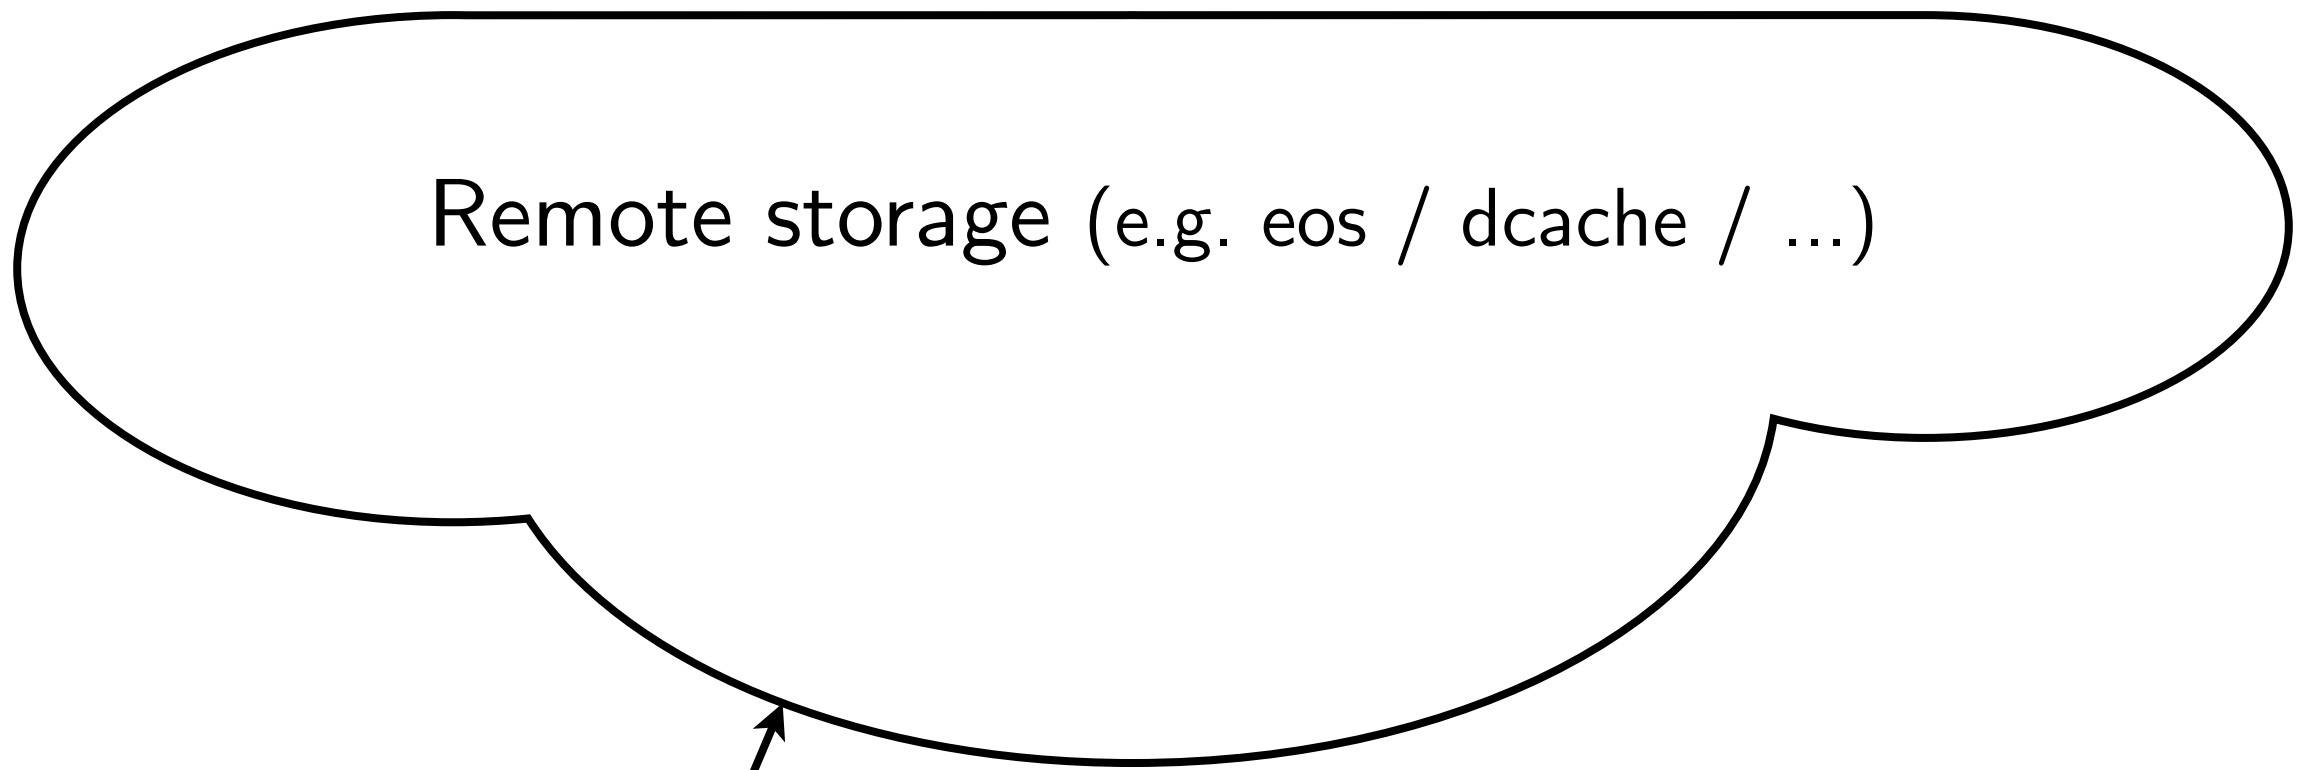 Remote storage (e.g. eos / dcache / ...)